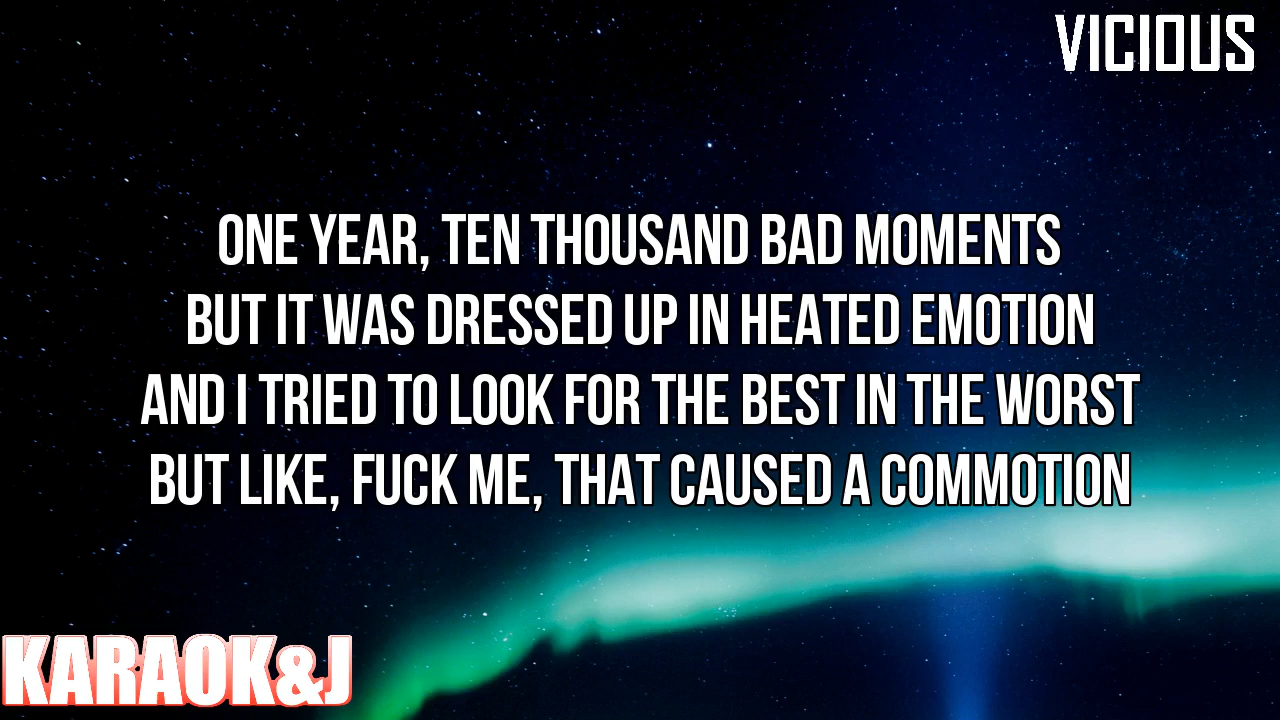 VICIOUS
ONE YEAR, TEN THOUSAND BAD MOMENTS
BUT IT WAS DRESSED UP IN HEATED EMOTION
AND I TRIED TO LOOK FOR THE BEST IN THE WORST
BUT LIKE, FUCK ME, THAT CAUSED A COMMOTION
KARAOK&J